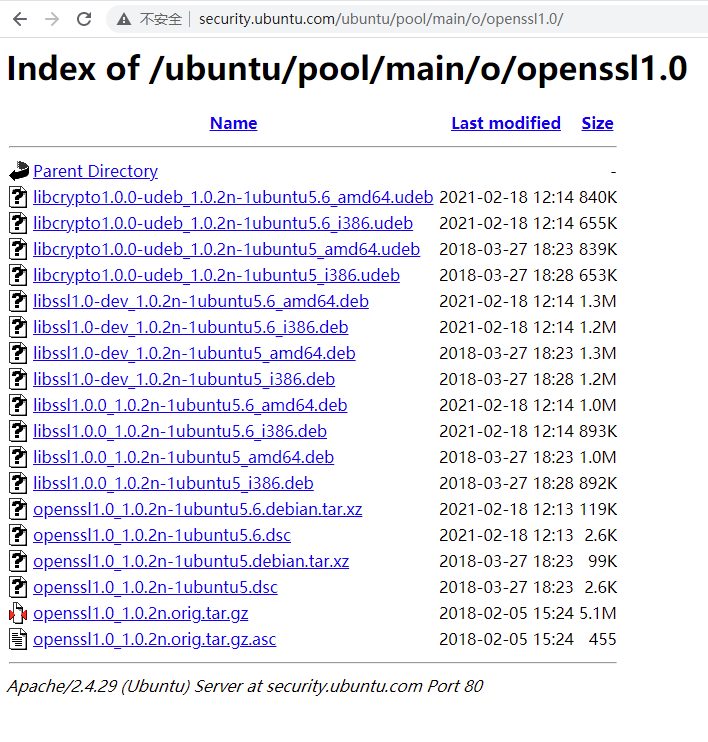 不安全 security.ubuntu.com/ubuntu/pool/main/o/openssl1.0/
Index of /ubuntu/pool/main/o/openssl1.0
Name Last modified Size
Parent Directory -
libcrypto1.0.0-udeb_1.0.2n-1ubuntu5.6_amd64.udeb 2021-02-18 12:14 840K
libcrypto1.0.0-udeb_1.0.2n-1ubuntu5.6_i386.udeb 2021-02-18 12:14 655K
libcrypto1.0.0-udeb_1.0.2n-1ubuntu5_amd64.udeb 2018-03-27 18:23 839K
libcrypto1.0.0-udeb_1.0.2n-1ubuntu5_i386.udeb 2018-03-27 18:28 653K
libssl1.0-dev_1.0.2n-1ubuntu5.6_amd64.deb 2021-02-18 12:14 1.3M
libssl1.0-dev_1.0.2n-1ubuntu5.6_i386.deb 2021-02-18 12:14 1.2M
libssl1.0-dev_1.0.2n-1ubuntu5_amd64.deb 2018-03-27 18:23 1.3M
libssl1.0-dev_1.0.2n-1ubuntu5_i386.deb 2018-03-27 18:28 1.2M
libssl1.0.0_1.0.2n-1ubuntu5.6_amd64.deb 2021-02-18 12:14 1.0M
libssl1.0.0_1.0.2n-1ubuntu5.6_i386.deb 2021-02-18 12:14 893K
libssl1.0.0_1.0.2n-1ubuntu5_amd64.deb 2018-03-27 18:23 1.0M
libssl1.0.0_1.0.2n-1ubuntu5_i386.deb 2018-03-27 18:28 892K
openssl1.0_1.0.2n-1ubuntu5.6.debian.tar.xz 2021-02-18 12:13 119K
openssl1.0_1.0.2n-1ubuntu5.6.dsc 2021-02-18 12:13 2.6K
openssl1.0_1.0.2n-1ubuntu5.debian.tar.xz 2018-03-27 18:23 99K
openssl1.0_1.0.2n-1ubuntu5.dsc 2018-03-27 18:23 2.6K
openssl1.0_1.0.2n.orig.tar.gz 2018-02-05 15:24 5.1M
openssl1.0_1.0.2n.orig.tar.gz.asc 2018-02-05 15:24 455
Apache/2.4.29 (Ubuntu) Server at security.ubuntu.com Port 80